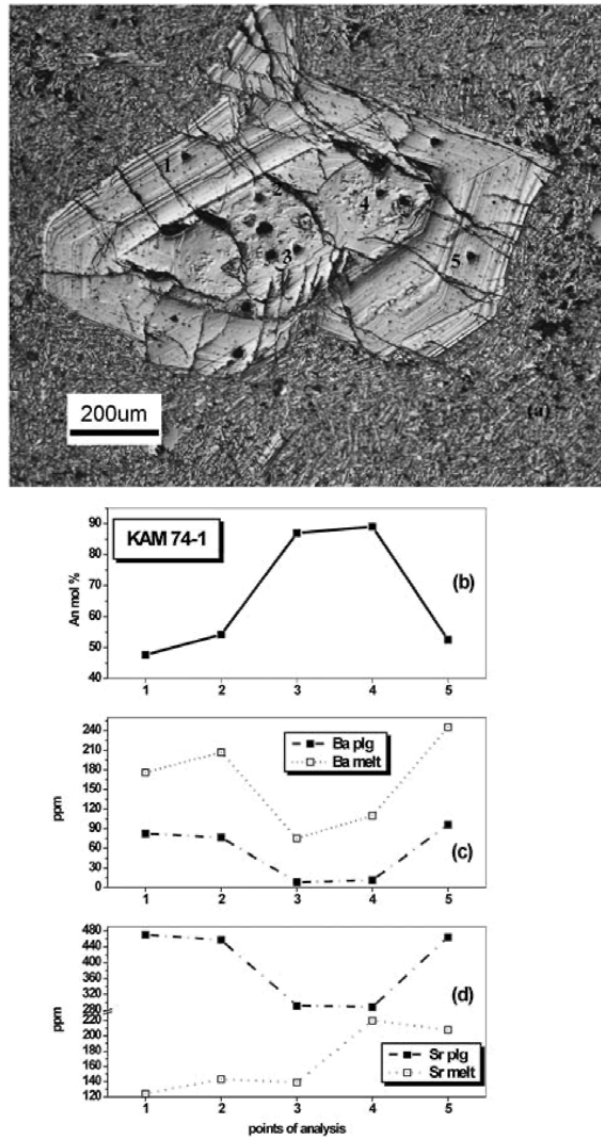 1
2
4
3
5
200um
(a)
KAM 74-1
(b)
An mol %
90
80
70
60
50
40
1 2 3 4 5
Ba plg
Ba melt
ppm
240
210
180
150
120
90
60
30
0
(c)
1 2 3 4 5
480
440
400
360
320
280
(d)
ppm
220
200
180
160
140
120
Sr plg
Sr melt
1 2 3 4 5
points of analysis